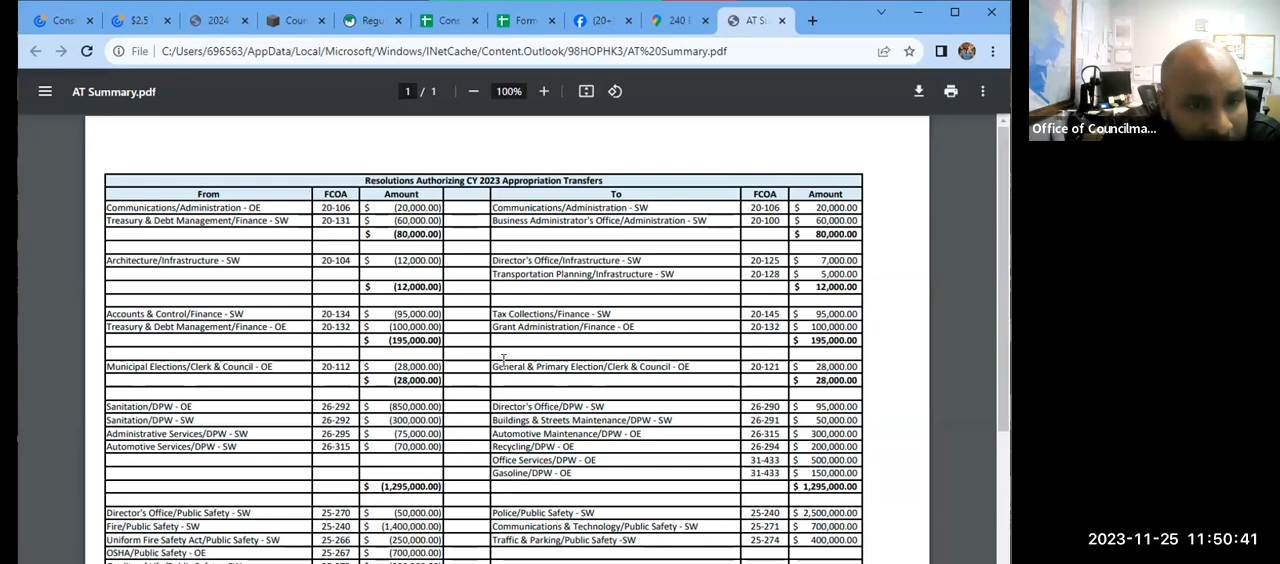 Cons
$2.5
2024
Coun
Regu
Cons
Form
(20+)
240 E
AT Su
File C:/Users/696563/AppData/Local/Microsoft/Windows/INetCache/Content.Outlook/98HOPHK3/AT%20Summary.pdf
AT Summary.pdf 1 / 1 100%
Office of Councilma...
Resolutions Authorizing CY 2023 Appropriation Transfers
From FCOA Amount To FCOA Amount
Communications/Administration - OE 20-106 $ (20,000.00) Communications/Administration - SW 20-106 $ 20,000.00
Treasury & Debt Management/Finance - SW 20-131 $ (60,000.00) Business Administrator's Office/Administration - SW 20-100 $ 60,000.00
$ (80,000.00) $ 80,000.00
Architecture/Infrastructure - SW 20-104 $ (12,000.00) Director's Office/Infrastructure - SW 20-125 $ 7,000.00
Transportation Planning/Infrastructure - SW 20-128 $ 5,000.00
$ (12,000.00) $ 12,000.00
Accounts & Control/Finance - SW 20-134 $ (95,000.00) Tax Collections/Finance - SW 20-145 $ 95,000.00
Treasury & Debt Management/Finance - OE 20-132 $ (100,000.00) Grant Administration/Finance - OE 20-132 $ 100,000.00
$ (195,000.00) $ 195,000.00
Municipal Elections/Clerk & Council - OE 20-112 $ (28,000.00) General & Primary Election/Clerk & Council - OE 20-121 $ 28,000.00
$ (28,000.00) $ 28,000.00
Sanitation/DPW - OE 26-292 $ (850,000.00) Director's Office/DPW - SW 26-290 $ 95,000.00
Sanitation/DPW - SW 26-292 $ (300,000.00) Buildings & Streets Maintenance/DPW - SW 26-291 $ 50,000.00
Administrative Services/DPW - SW 26-295 $ (75,000.00) Automotive Maintenance/DPW - OE 26-315 $ 300,000.00
Automotive Services/DPW - SW 26-315 $ (70,000.00) Recycling/DPW - OE 26-294 $ 200,000.00
Office Services/DPW - OE 31-433 $ 500,000.00
Gasoline/DPW - OE 31-433 $ 150,000.00
$ (1,295,000.00) $ 1,295,000.00
Director's Office/Public Safety - SW 25-270 $ (50,000.00) Police/Public Safety - SW 25-240 $ 2,500,000.00
Fire/Public Safety - SW 25-240 $ (1,400,000.00) Communications & Technology/Public Safety - SW 25-271 $ 700,000.00
Uniform Fire Safety Act/Public Safety - SW 25-266 $ (250,000.00) Traffic & Parking/Public Safety -SW 25-274 $ 400,000.00
OSHA/Public Safety - OE 25-267 $ (700,000.00)
2023-11-25 11:50:41